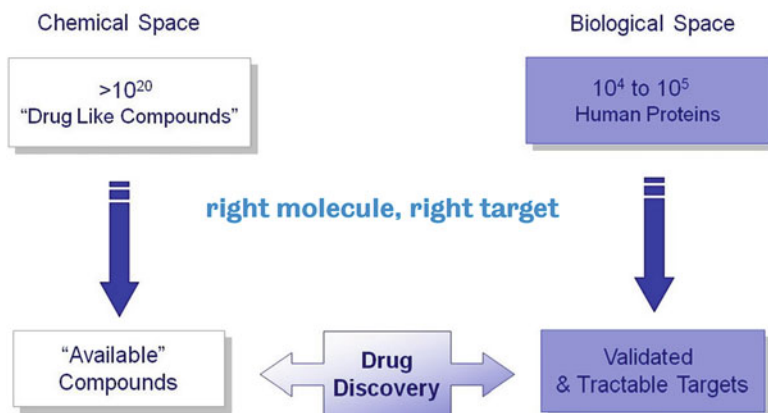 Chemical Space
>10²⁰
“Drug Like Compounds”
Biological Space
10⁴ to 10⁵
Human Proteins
right molecule, right target
“Available”
Compounds
Drug
Discovery
Validated
& Tractable Targets